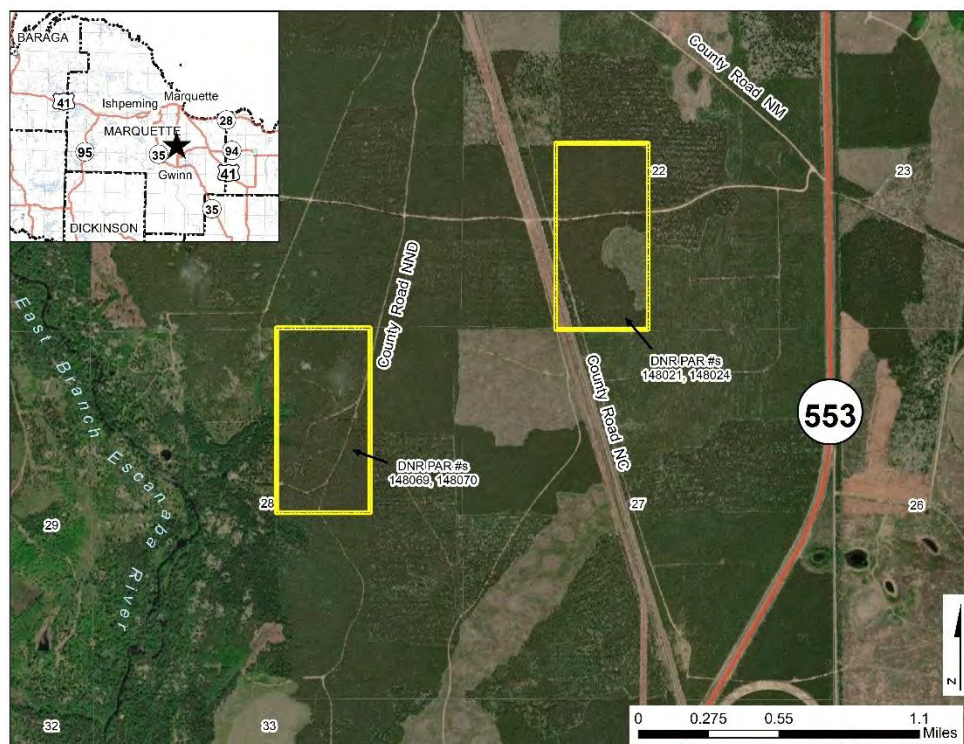 BARAGA
41
Ishpeming
Marquette
28
MARQUETTE
95
35
94
Gwinn
41
35
DICKINSON
County Road NM
22
23
County Road NND
East Branch Escanaba River
DNR PAR #s
148021, 148024
County Road NC
553
DNR PAR #s
148069, 148070
28
27
29
26
32
33
N
0 0.275 0.55 1.1
Miles